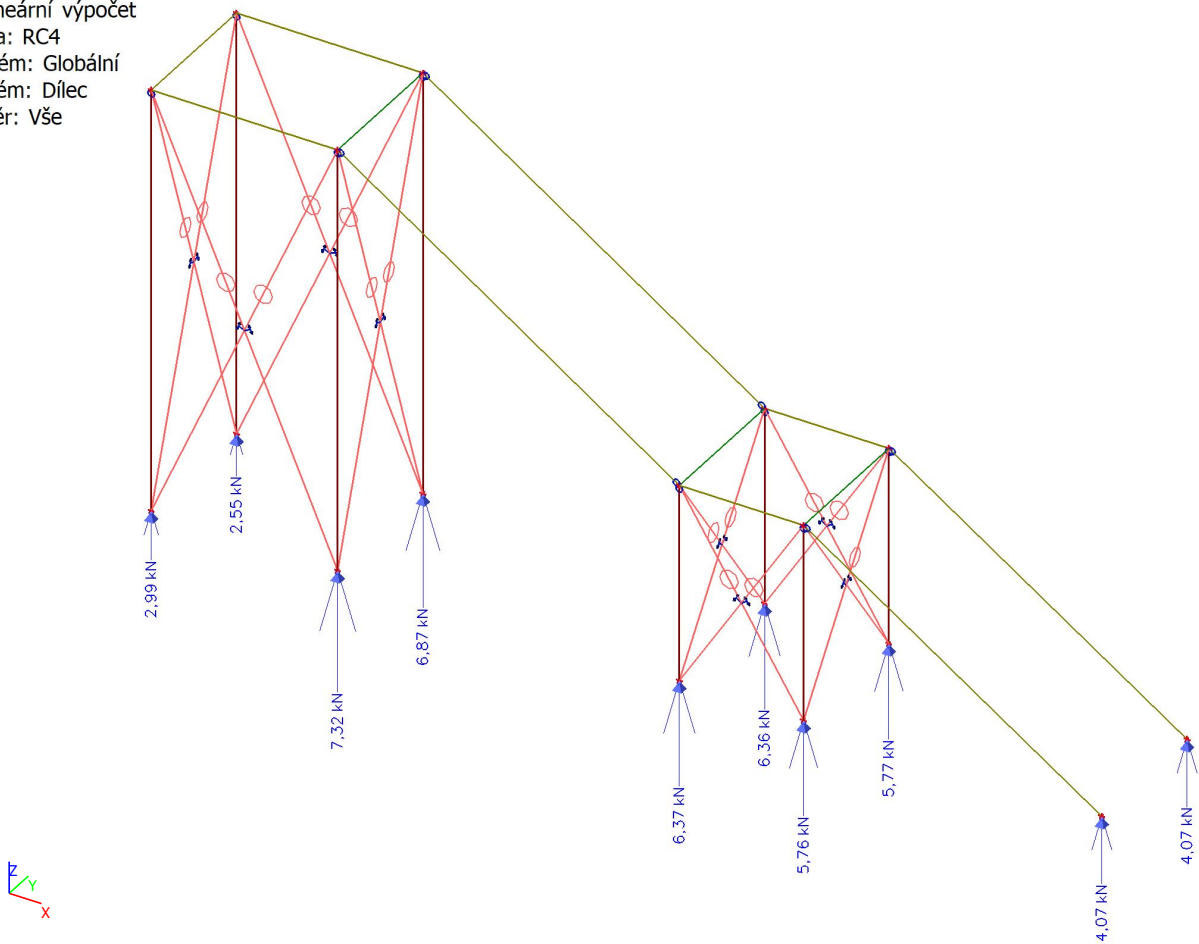 neární výpočet
a: RC4
ém: Globální
ém: Dílec
ěr: Vše
2,55 kN
2,99 kN
6,87 kN
7,32 kN
6,36 kN
5,77 kN
6,37 kN
5,76 kN
4,07 kN
4,07 kN
Z
Y
X